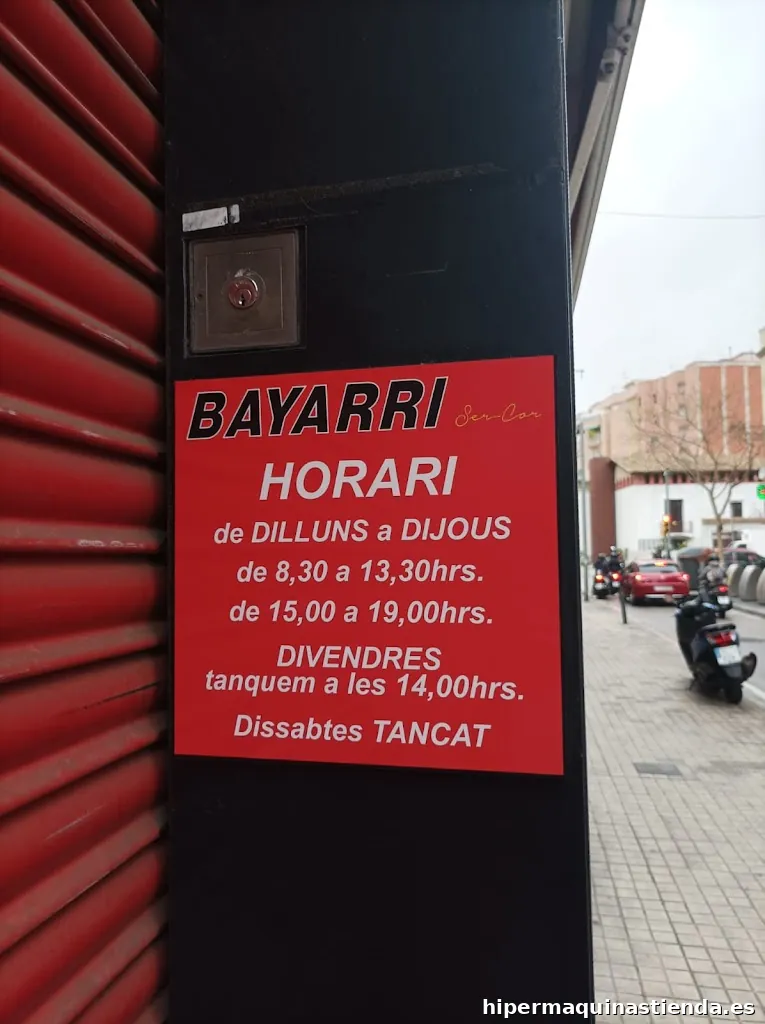 BAYARRI Ser-Cor
HORARI
de DILLUNS a DIJOUS
de 8,30 a 13,30hrs.
de 15,00 a 19,00hrs.
DIVENDRES
tanquem a les 14,00hrs.
Dissabtes TANCAT
hipermaquinastienda.es